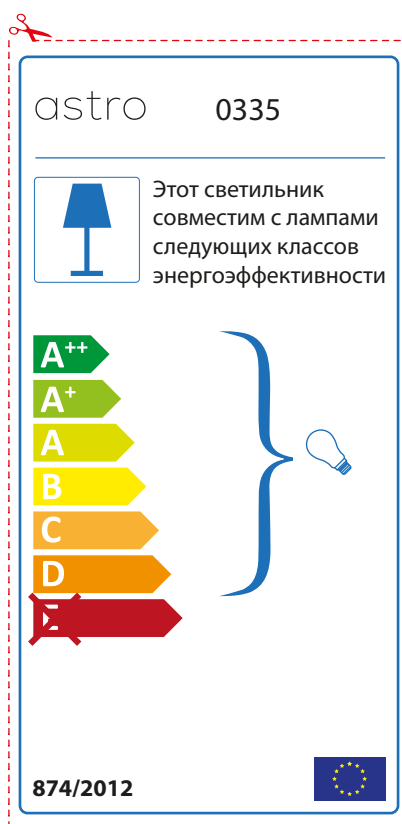 astro 0335
Этот светильник
совместим с лампами
следующих классов
энергоэффективности
A++
A+
A
B
C
D
E
874/2012